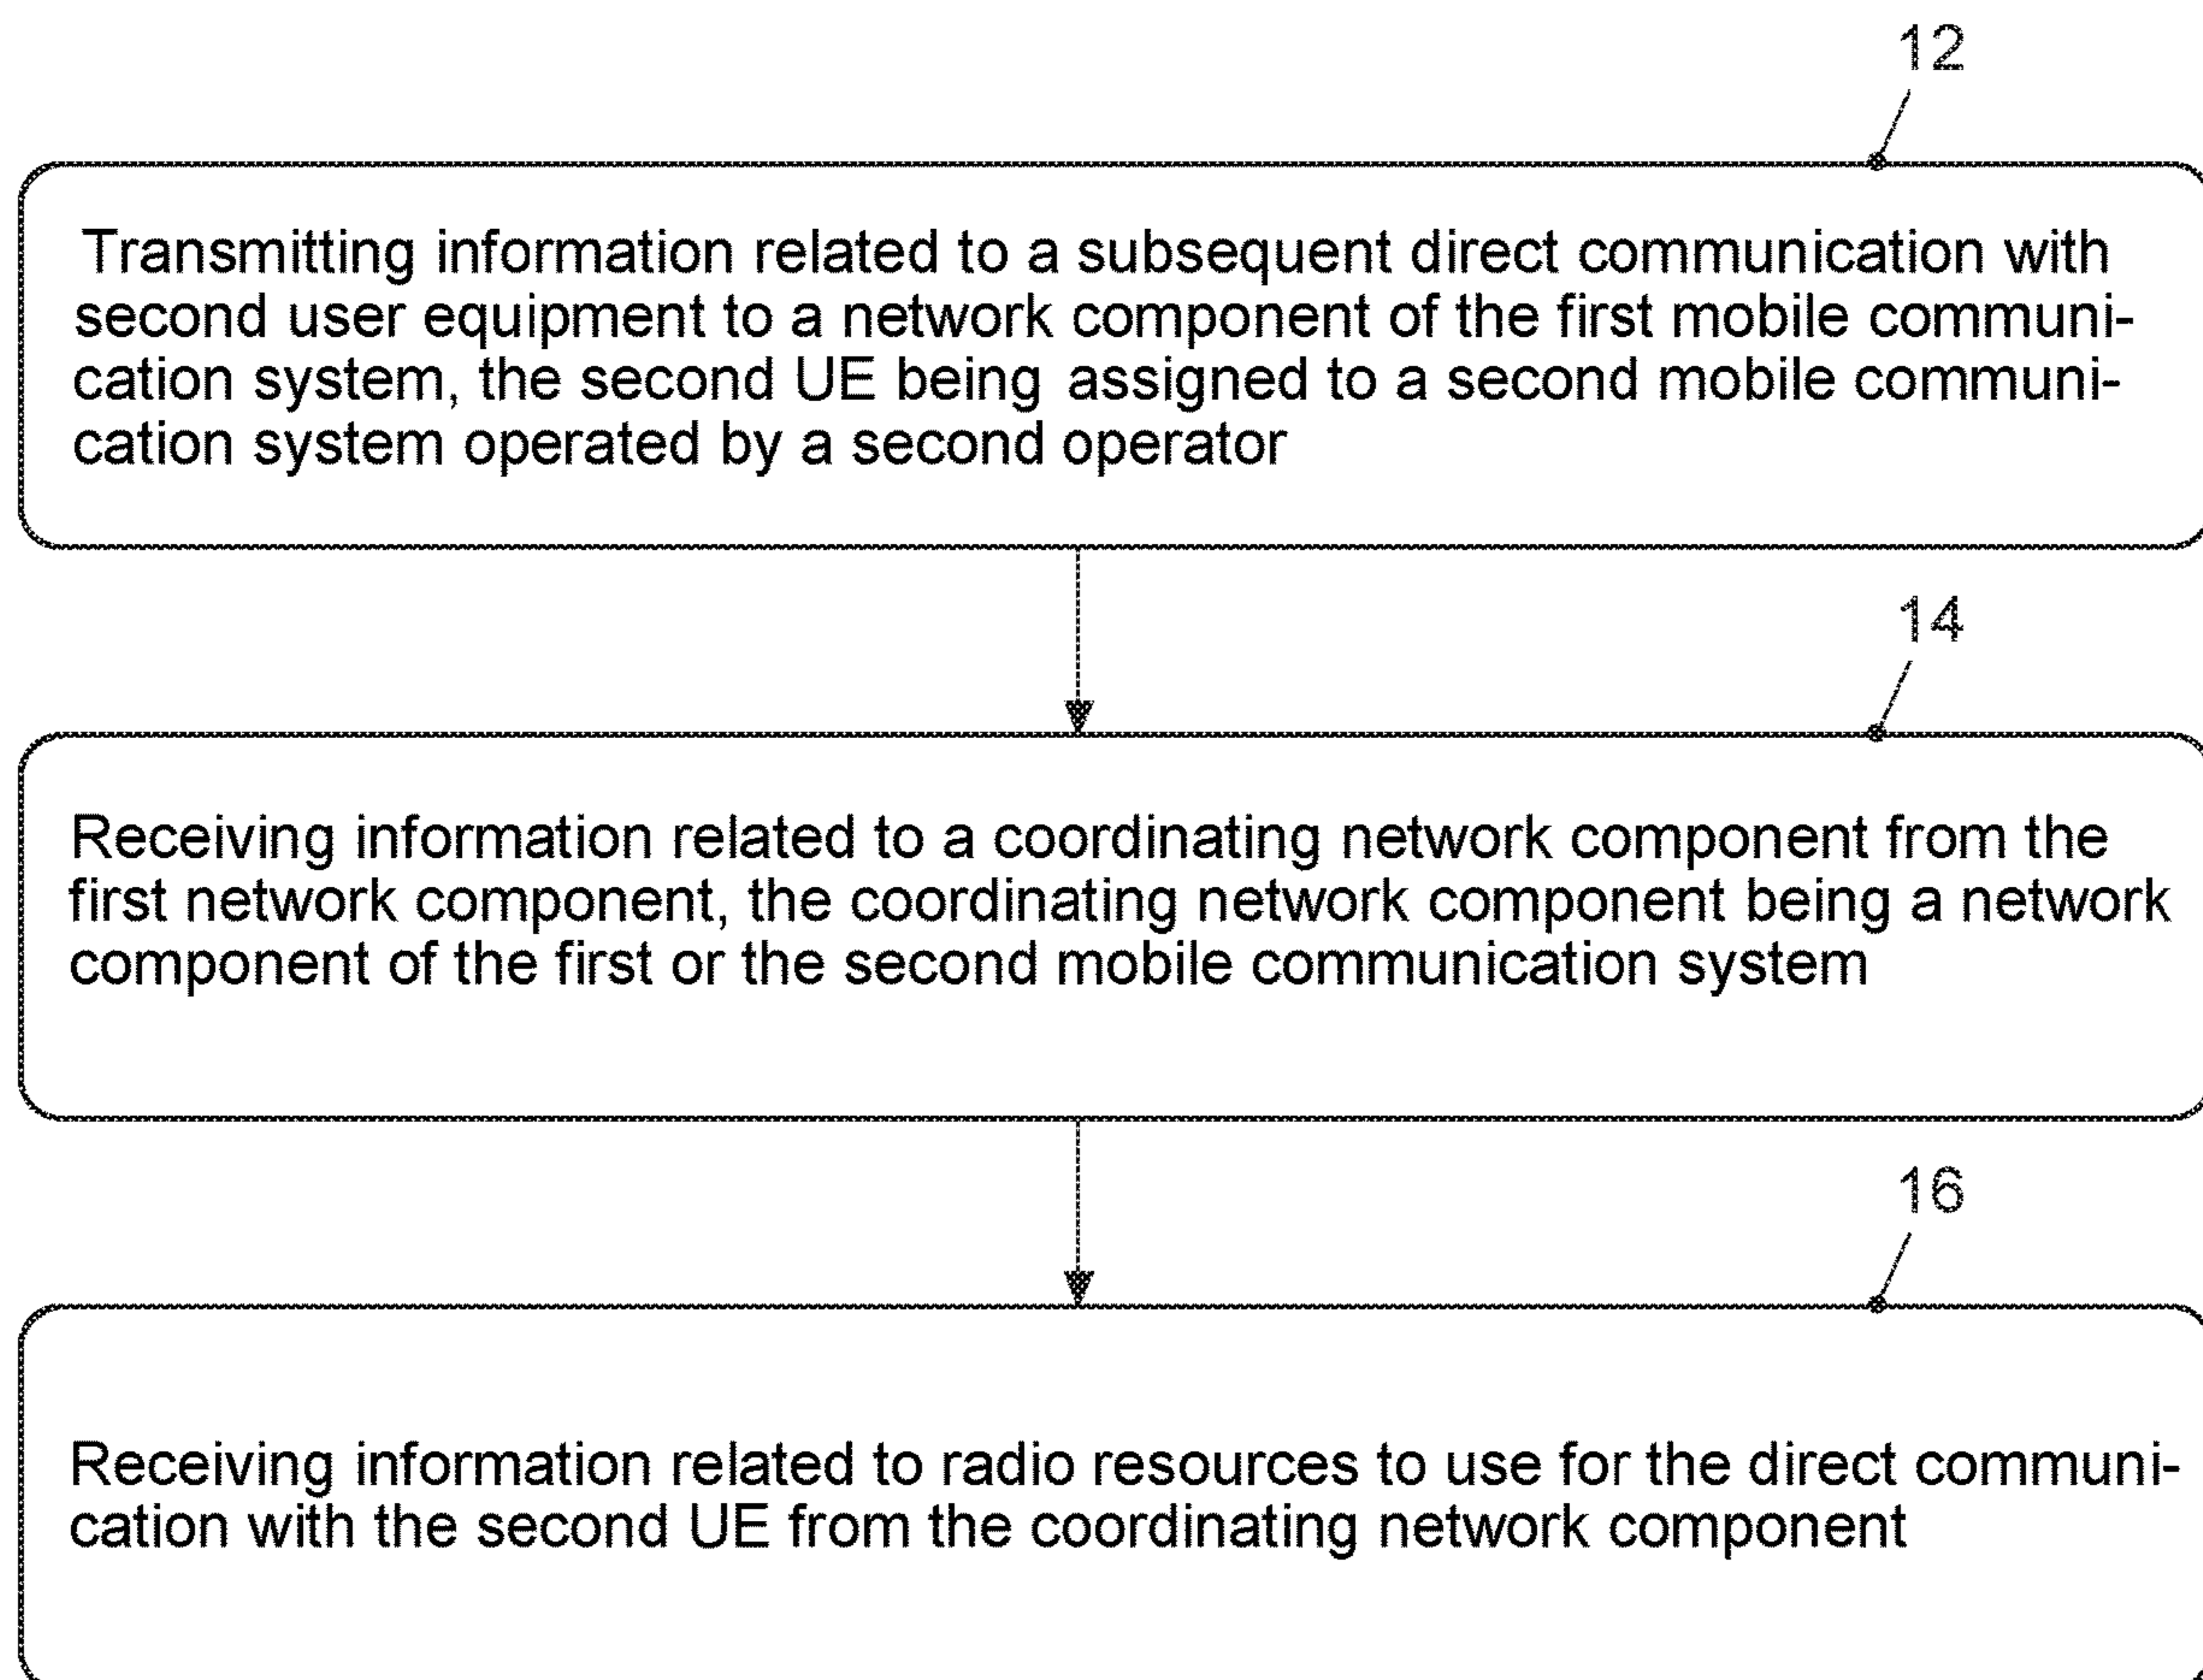 12
Transmitting information related to a subsequent direct communication with
second user equipment to a network component of the first mobile communi-
cation system, the second UE being assigned to a second mobile communi-
cation system operated by a second operator
14
Receiving information related to a coordinating network component from the
first network component, the coordinating network component being a network
component of the first or the second mobile communication system
16
Receiving information related to radio resources to use for the direct communi-
cation with the second UE from the coordinating network component